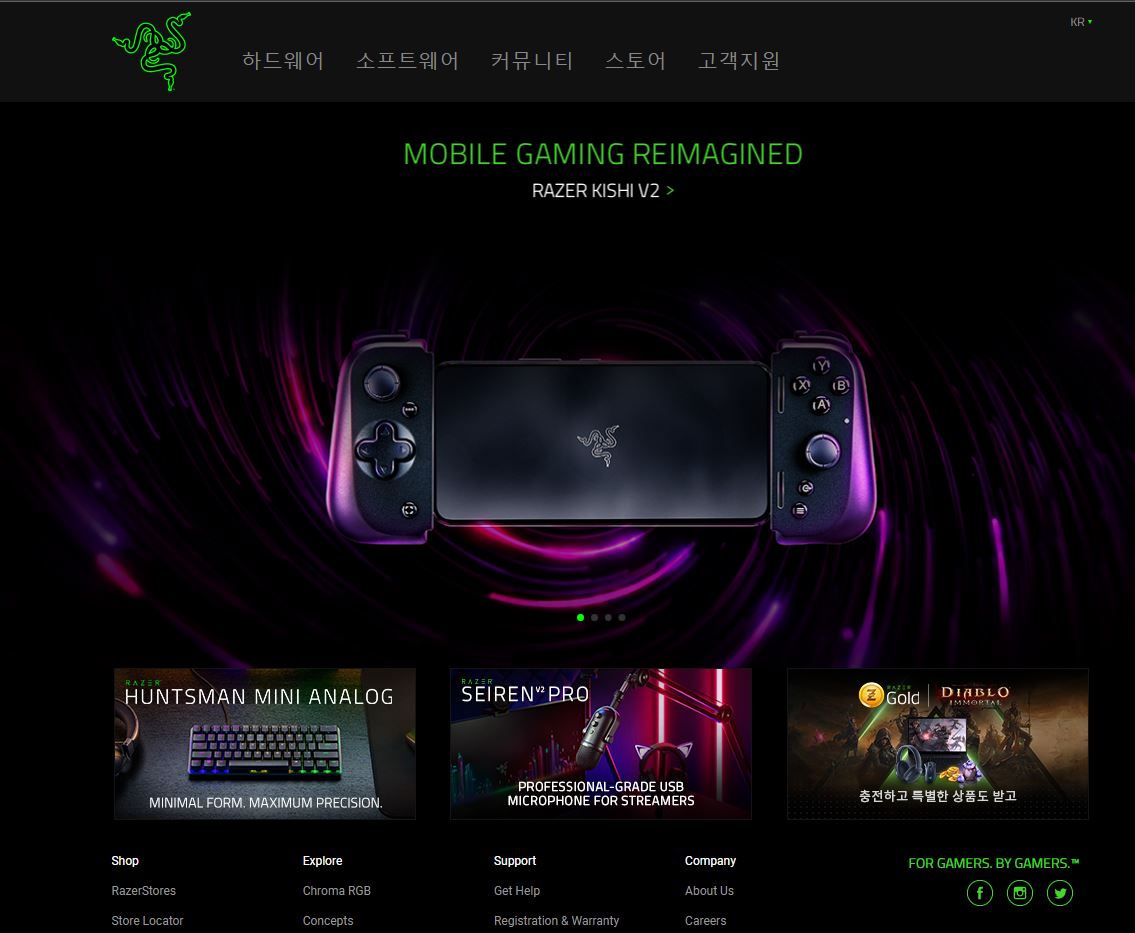 하드웨어 소프트웨어 커뮤니티 스토어 고객지원 KR
MOBILE GAMING REIMAGINED
RAZER KISHI V2 >
Y
X B
A
RAZER
HUNTSMAN MINI ANALOG
MINIMAL FORM. MAXIMUM PRECISION.
RAZER
SEIREN V2 PRO
PROFESSIONAL-GRADE USB
MICROPHONE FOR STREAMERS
RAZER
Gold
DIABLO
IMMORTAL
충전하고 특별한 상품도 받고
Shop Explore Support Company FOR GAMERS. BY GAMERS.™
RazerStores Chroma RGB Get Help About Us
Store Locator Concepts Registration & Warranty Careers